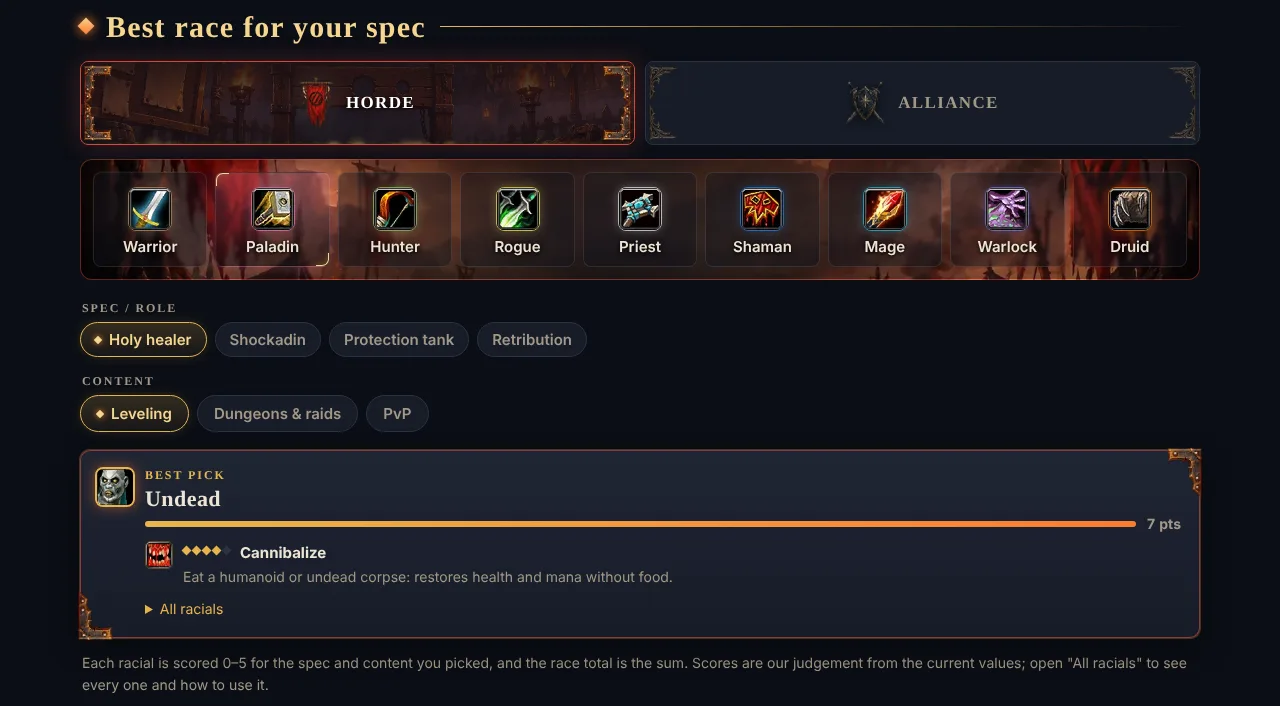 Best race for your spec
HORDE
ALLIANCE
Warrior
Paladin
Hunter
Rogue
Priest
Shaman
Mage
Warlock
Druid
SPEC / ROLE
Holy healer
Shockadin
Protection tank
Retribution
CONTENT
Leveling
Dungeons & raids
PvP
BEST PICK
Undead
7 pts
Cannibalize
Eat a humanoid or undead corpse: restores health and mana without food.
All racials
Each racial is scored 0–5 for the spec and content you picked, and the race total is the sum. Scores are our judgement from the current values; open "All racials" to see
every one and how to use it.